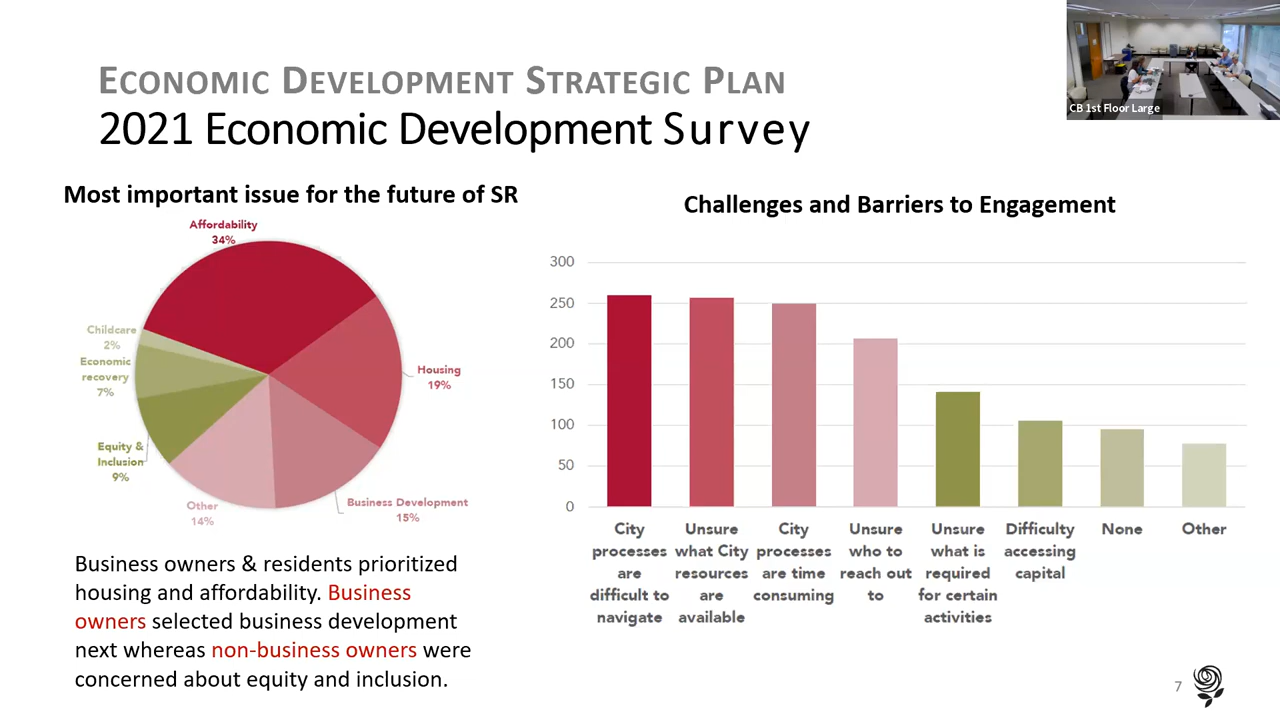 ECONOMIC DEVELOPMENT STRATEGIC PLAN
2021 Economic Development Survey
CB 1st Floor Large
Most important issue for the future of SR
Affordability
34%
Childcare
2%
Economic
recovery
7%
Housing
19%
Equity &
Inclusion
9%
Other
14%
Business Development
15%
Business owners & residents prioritized
housing and affordability. Business
owners selected business development
next whereas non-business owners were
concerned about equity and inclusion.
Challenges and Barriers to Engagement
300
250
200
150
100
50
0
City
processes
are
difficult to
navigate
Unsure
what City
resources
are
available
City
processes
are time
consuming
Unsure
who to
reach out
to
Unsure
what is
required
for certain
activities
Difficulty
accessing
capital
None
Other
7